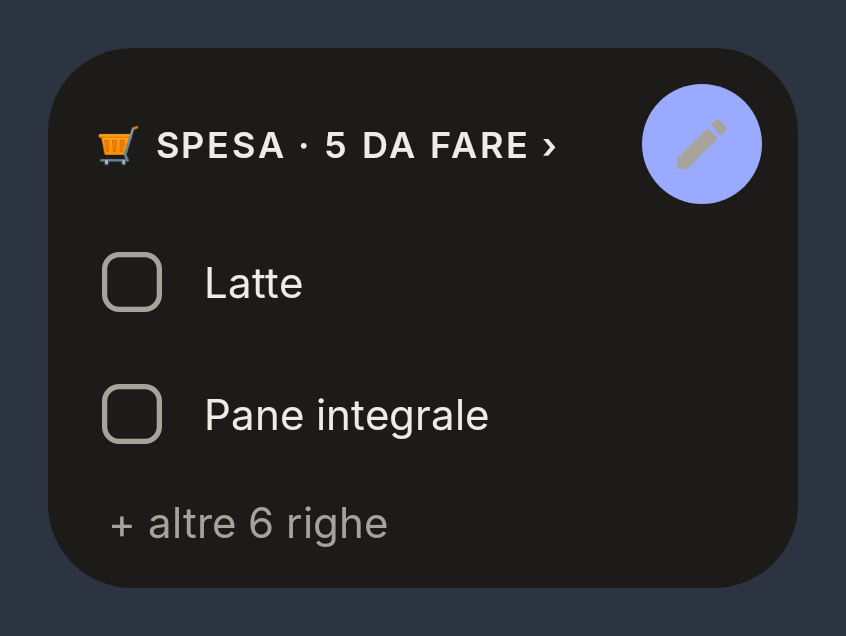 🛒 SPESA · 5 DA FARE ›
Latte
Pane integrale
+ altre 6 righe